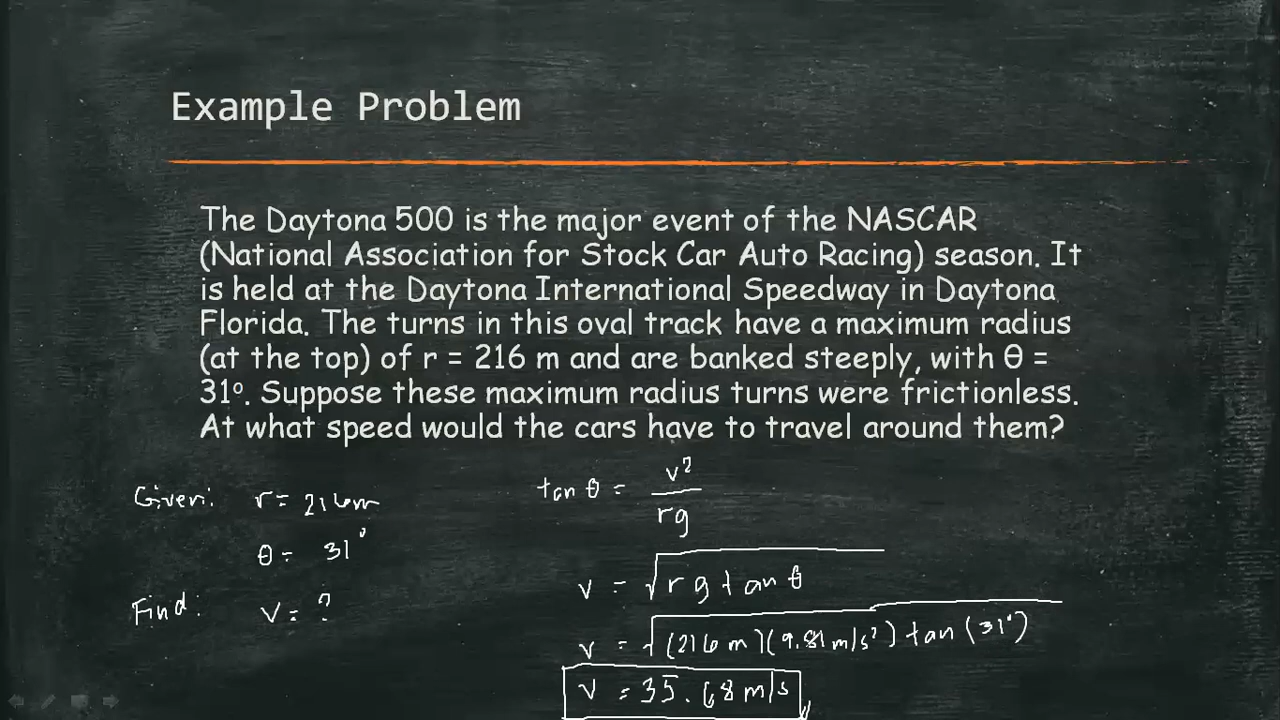 Example Problem
The Daytona 500 is the major event of the NASCAR
(National Association for Stock Car Auto Racing) season. It
is held at the Daytona International Speedway in Daytona
Florida. The turns in this oval track have a maximum radius
(at the top) of r = 216 m and are banked steeply, with Θ =
31º. Suppose these maximum radius turns were frictionless.
At what speed would the cars have to travel around them?
Given: r = 216m
θ = 31°
Find: V = ?
tan θ = v² / rg
v = √rg tan θ
v = √(216 m)(9.81 m/s²) tan (31°)
v = 35.68 m/s